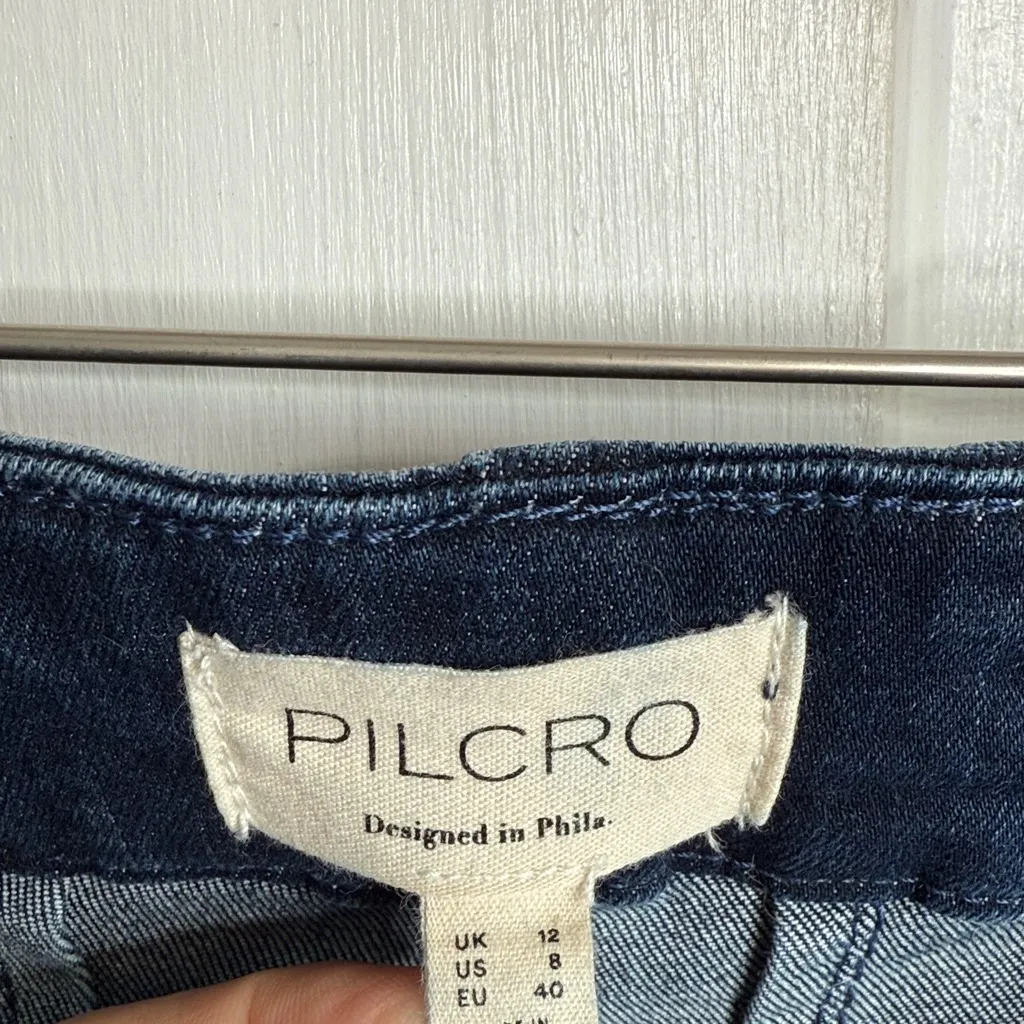 PILCRO
Designed in Phila.
UK 12
US 8
EU 40